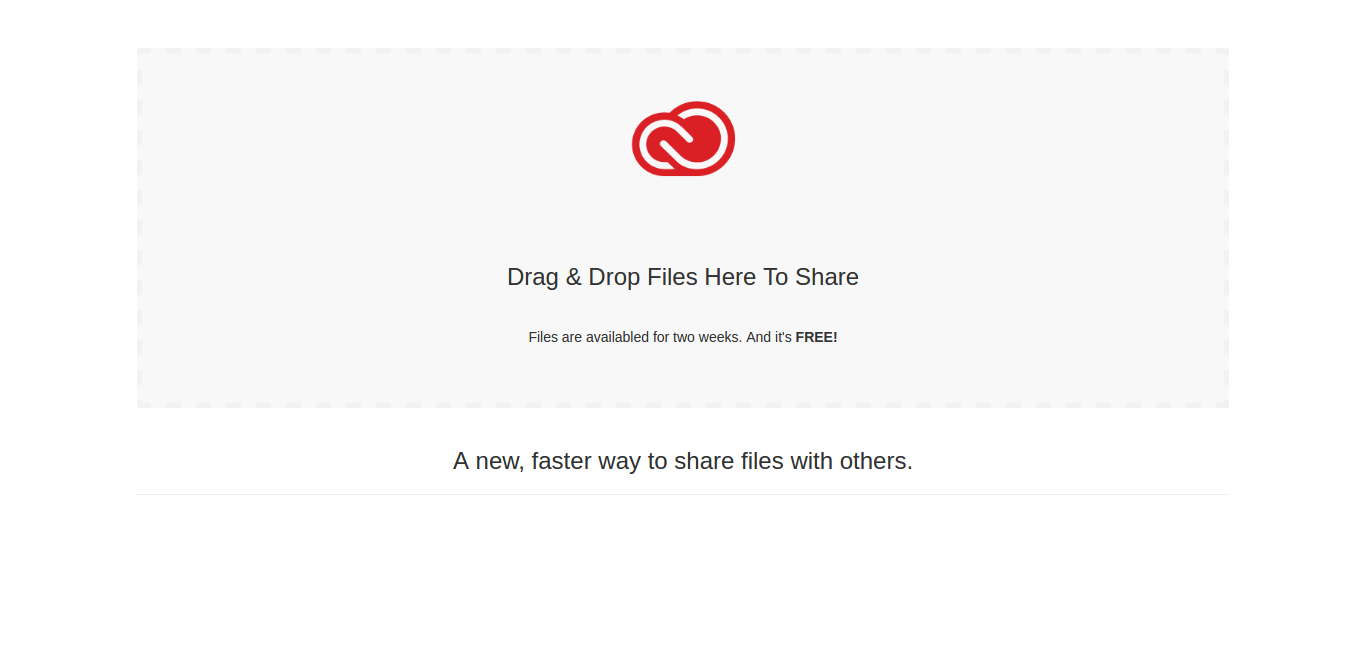 Drag & Drop Files Here To Share
Files are availabled for two weeks. And it's FREE!
A new, faster way to share files with others.